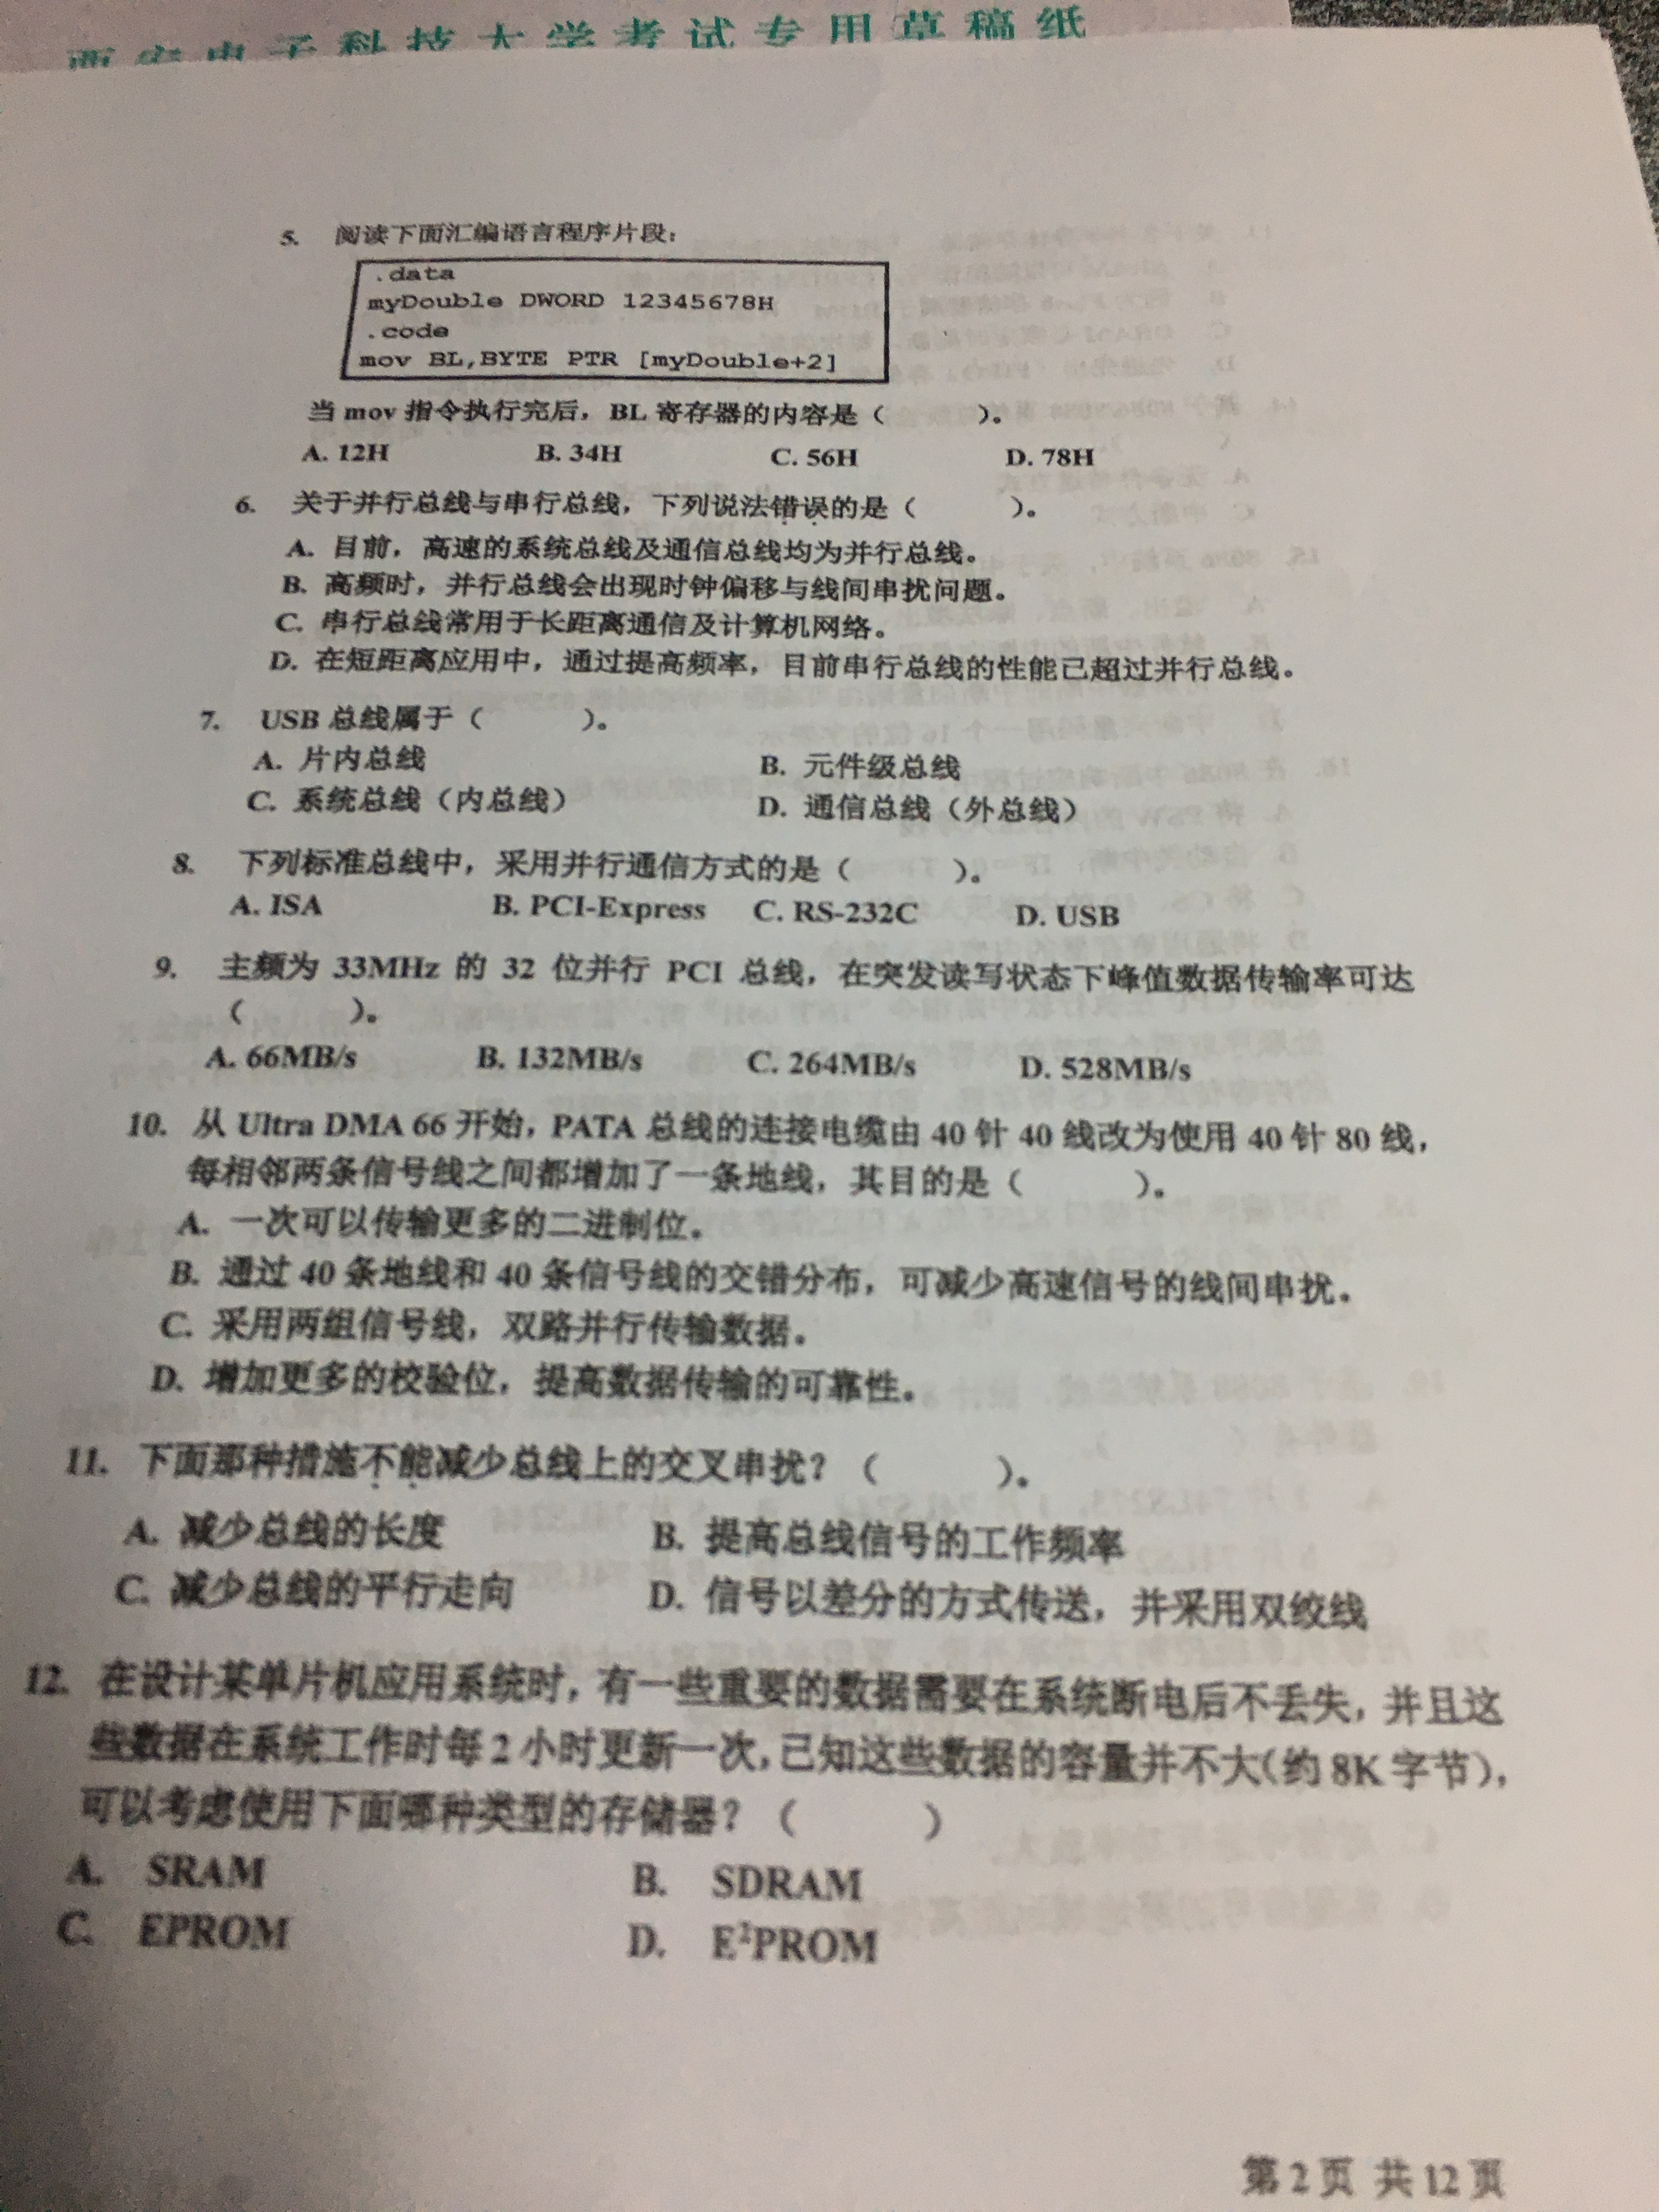 西安电子科技大学考试专用草稿纸
5. 阅读下面汇编语言程序片段：
.data
myDouble DWORD 12345678H
.code
mov BL,BYTE PTR [myDouble+2]
当 mov 指令执行完后，BL 寄存器的内容是（ ）。
A. 12H B. 34H C. 56H D. 78H
6. 关于并行总线与串行总线，下列说法错误的是（ ）。
A. 目前，高速的系统总线及通信总线均为并行总线。
B. 高频时，并行总线会出现时钟偏移与线间串扰问题。
C. 串行总线常用于长距离通信及计算机网络。
D. 在短距离应用中，通过提高频率，目前串行总线的性能已超过并行总线。
7. USB 总线属于（ ）。
A. 片内总线 B. 元件级总线
C. 系统总线（内总线） D. 通信总线（外总线）
8. 下列标准总线中，采用并行通信方式的是（ ）。
A. ISA B. PCI-Express C. RS-232C D. USB
9. 主频为 33MHz 的 32 位并行 PCI 总线，在突发读写状态下峰值数据传输率可达
（ ）。
A. 66MB/s B. 132MB/s C. 264MB/s D. 528MB/s
10. 从 Ultra DMA 66 开始，PATA 总线的连接电缆由 40 针 40 线改为使用 40 针 80 线，
每相邻两条信号线之间都增加了一条地线，其目的是（ ）。
A. 一次可以传输更多的二进制位。
B. 通过 40 条地线和 40 条信号线的交错分布，可减少高速信号的线间串扰。
C. 采用两组信号线，双路并行传输数据。
D. 增加更多的校验位，提高数据传输的可靠性。
11. 下面那种措施不能减少总线上的交叉串扰？（ ）。
A. 减少总线的长度 B. 提高总线信号的工作频率
C. 减少总线的平行走向 D. 信号以差分的方式传送，并采用双绞线
12. 在设计某单片机应用系统时，有一些重要的数据需要在系统断电后不丢失，并且这
些数据在系统工作时每 2 小时更新一次，已知这些数据的容量并不大（约 8K 字节），
可以考虑使用下面哪种类型的存储器？（ ）
A. SRAM B. SDRAM
C. EPROM D. E²PROM
第 2 页 共 12 页